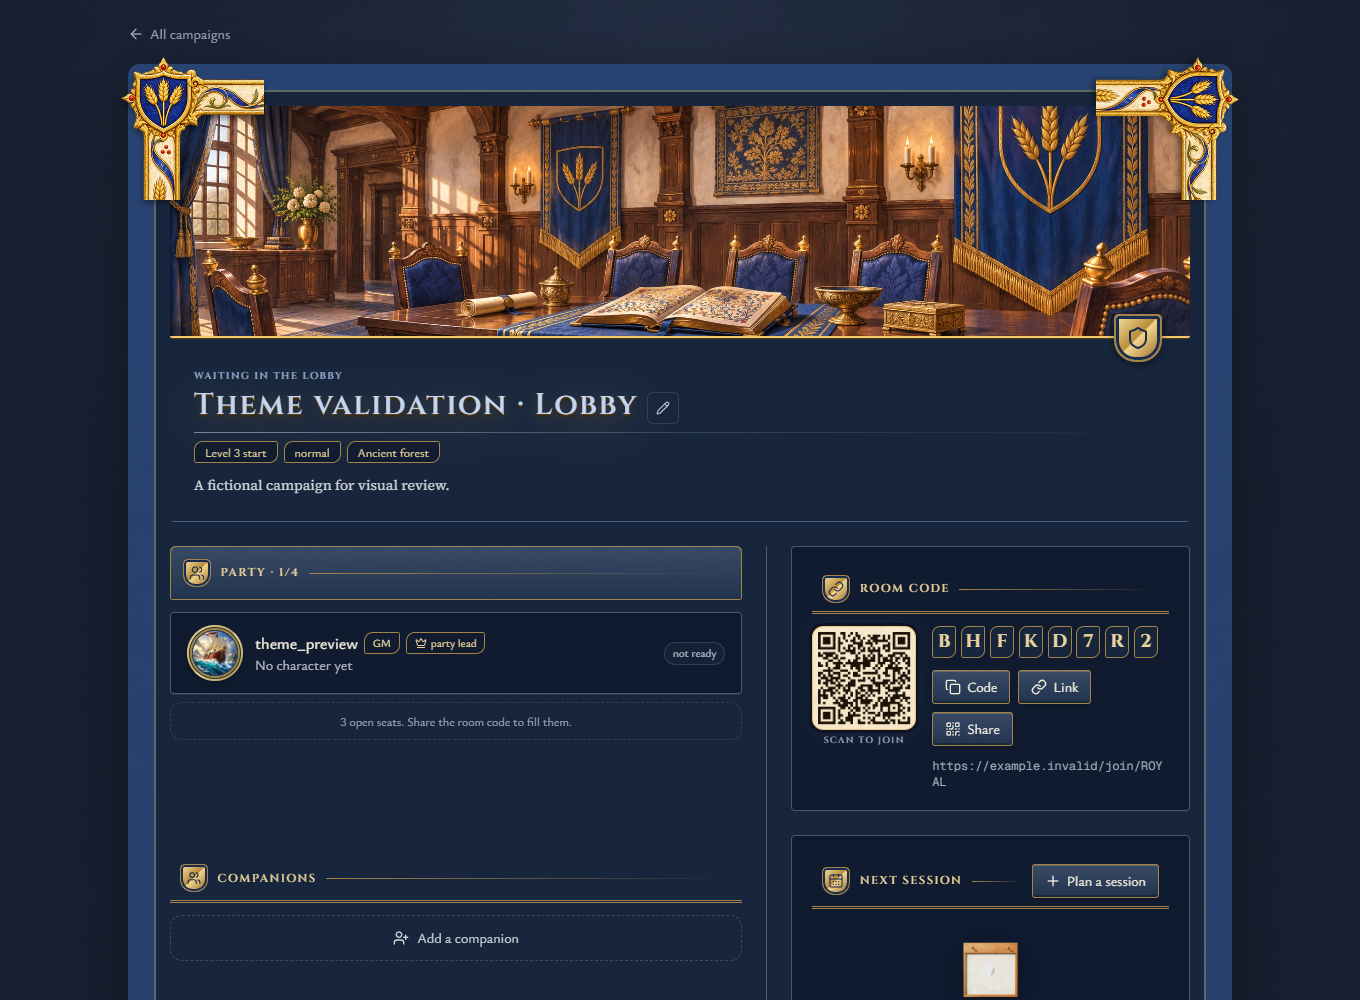 All campaigns
WAITING IN THE LOBBY
THEME VALIDATION · LOBBY
Level 3 start normal Ancient forest
A fictional campaign for visual review.
PARTY · 1/4
theme_preview GM party lead
No character yet
not ready
3 open seats. Share the room code to fill them.
COMPANIONS
Add a companion
ROOM CODE
B H F K D 7 R 2
Code Link
Share
SCAN TO JOIN
https://example.invalid/join/ROY
AL
NEXT SESSION
Plan a session